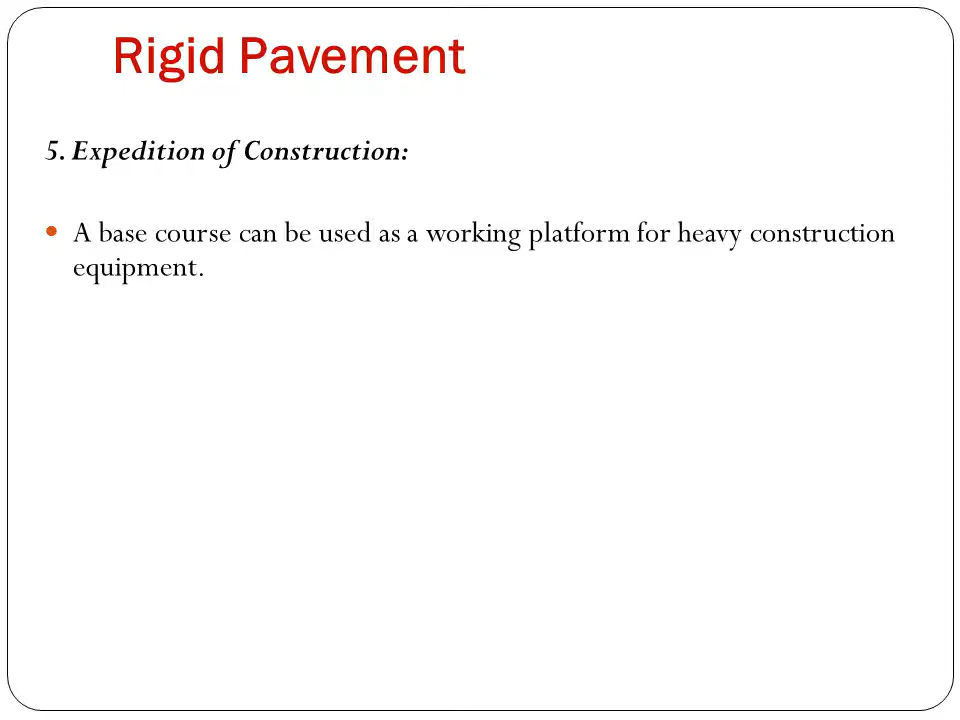 Rigid Pavement
5. Expedition of Construction:
• A base course can be used as a working platform for heavy construction
equipment.